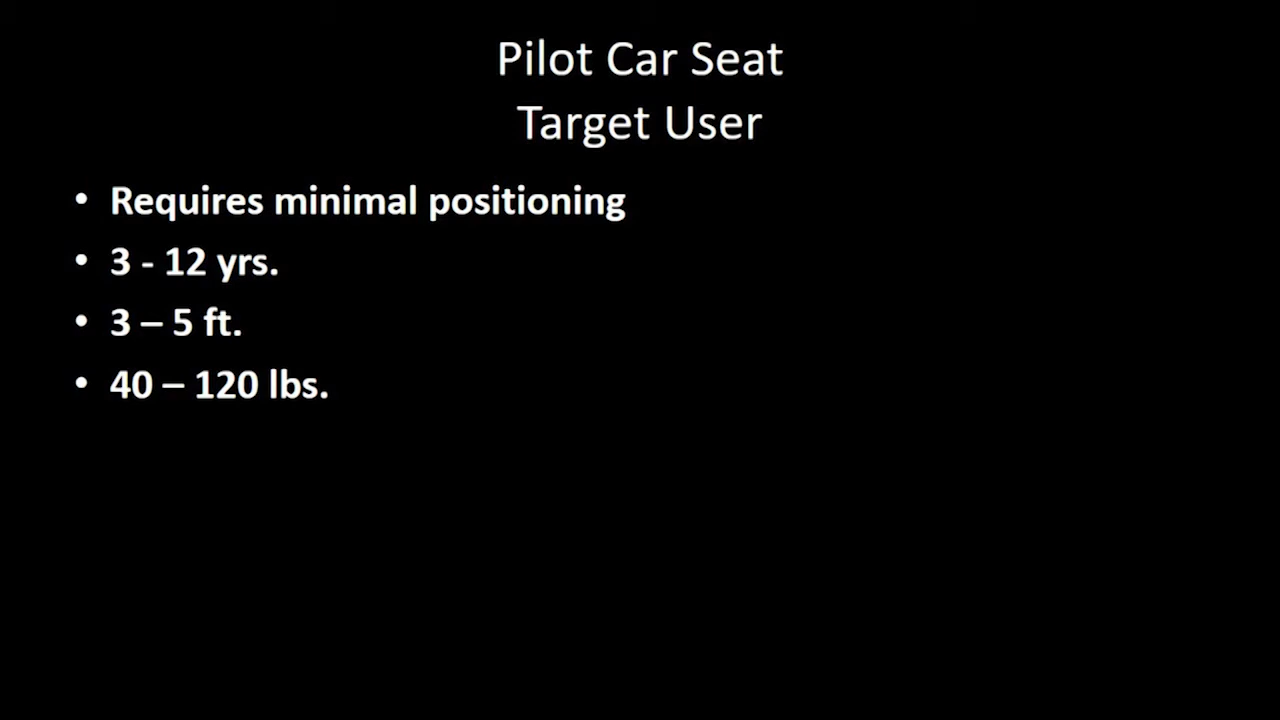 Pilot Car Seat
Target User
• Requires minimal positioning
• 3 - 12 yrs.
• 3 – 5 ft.
• 40 – 120 lbs.